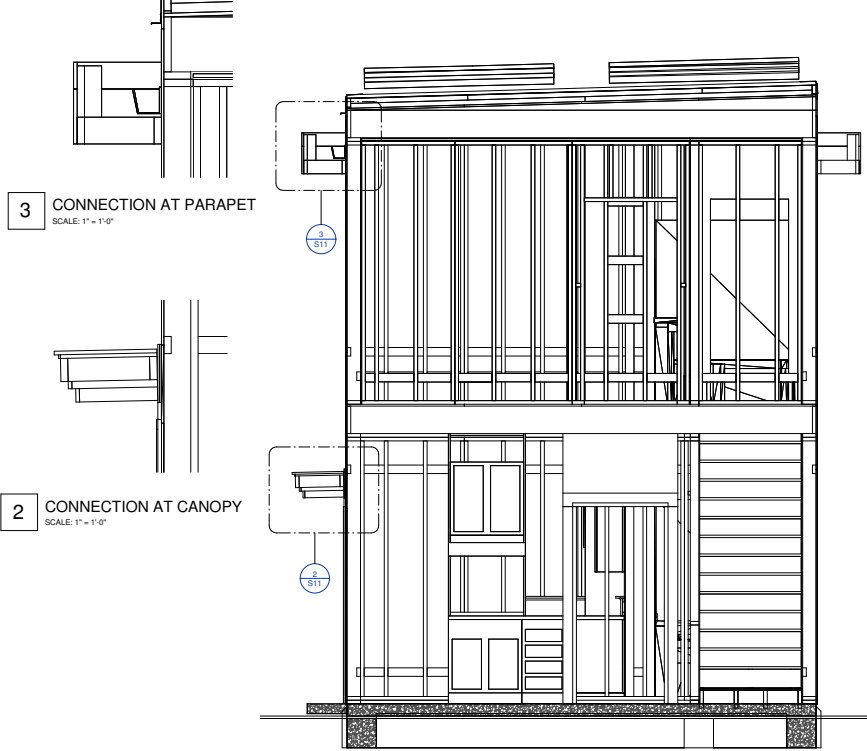 3 CONNECTION AT PARAPET
SCALE: 1" = 1'-0"
3
S11
2 CONNECTION AT CANOPY
SCALE: 1" = 1'-0"
2
S11